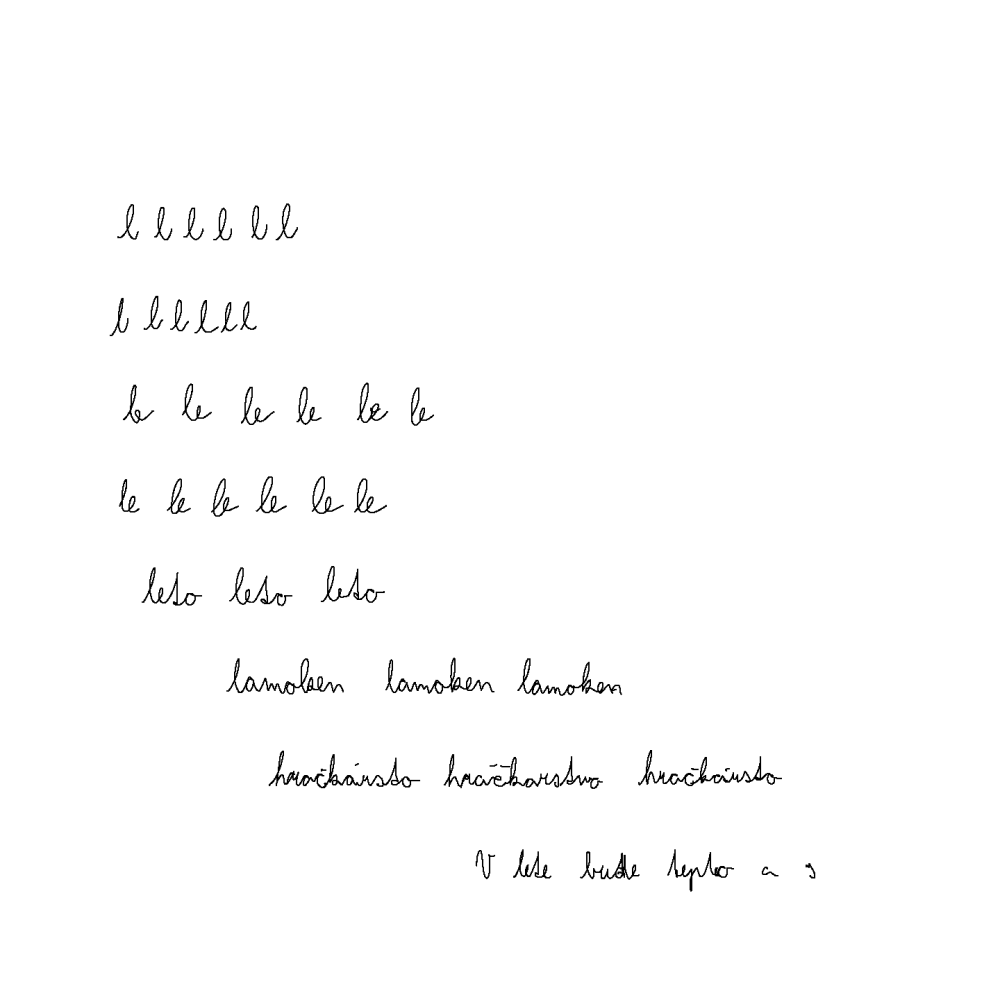 l l l l l l
l l l l l l
le le le le le le
le le le le le le
leto leto leto
lamoken lamoken lamoken
hračkársto hráčkarstvo hračkársto
V lete bude teplo a